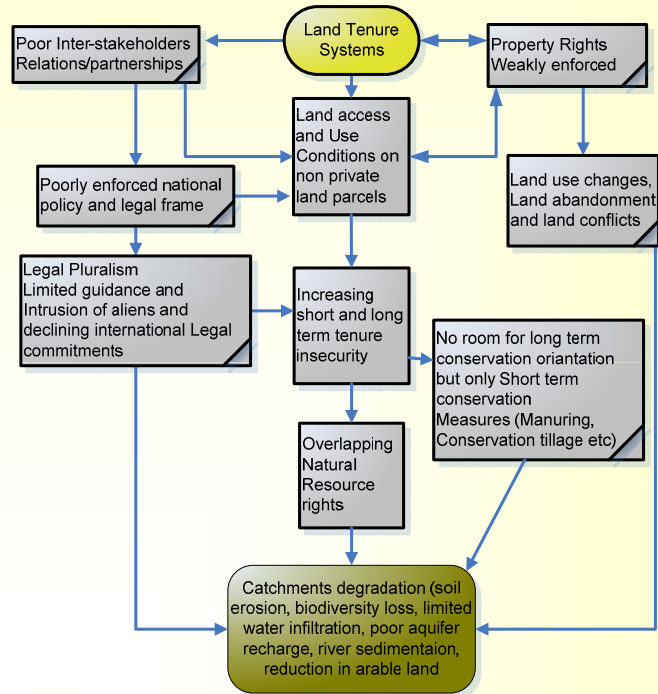 Land Tenure
Systems
Poor Inter-stakeholders
Relations/partnerships
Property Rights
Weakly enforced
Land access
and Use
Conditions on
non private
land parcels
Poorly enforced national
policy and legal frame
Land use changes,
Land abandonment
and land conflicts
Legal Pluralism
Limited guidance and
Intrusion of aliens and
declining international Legal
commitments
Increasing
short and long
term tenure
insecurity
No room for long term
conservation oriantation
but only Short term
conservation
Measures (Manuring,
Conservation tillage etc)
Overlapping
Natural
Resource
rights
Catchments degradation (soil
erosion, biodiversity loss, limited
water infiltration, poor aquifer
recharge, river sedimentaion,
reduction in arable land